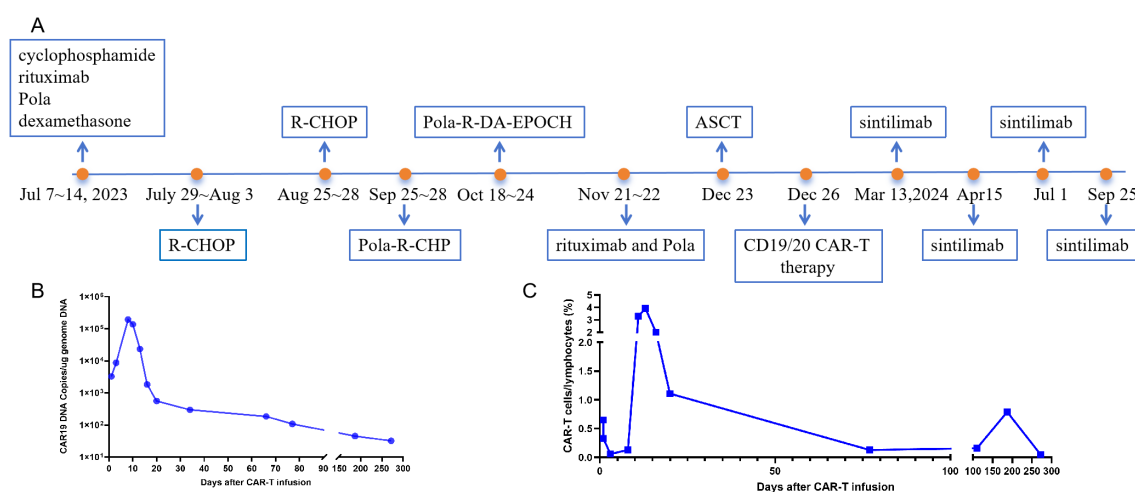 A
cyclophosphamide
rituximab
Pola
dexamethasone
R-CHOP
Pola-R-DA-EPOCH
ASCT
sintilimab
sintilimab
Jul 7~14, 2023
July 29~Aug 3
Aug 25~28
Sep 25~28
Oct 18~24
Nov 21~22
Dec 23
Dec 26
Mar 13,2024
Apr15
Jul 1
Sep 25
R-CHOP
Pola-R-CHP
rituximab and Pola
CD19/20 CAR-T
therapy
sintilimab
sintilimab
B
CAR19 DNA Copies/ug genome DNA
1×10⁶
1×10⁵
1×10⁴
1×10³
1×10²
1×10¹
0
10
20
30
40
50
60
70
80
90
150
200
250
300
Days after CAR-T infusion
C
CAR-T cells/lymphocytes (%)
5
4
3
2
2.0
1.5
1.0
0.5
0.0
0
50
100
100
150
200
250
300
Days after CAR-T infusion